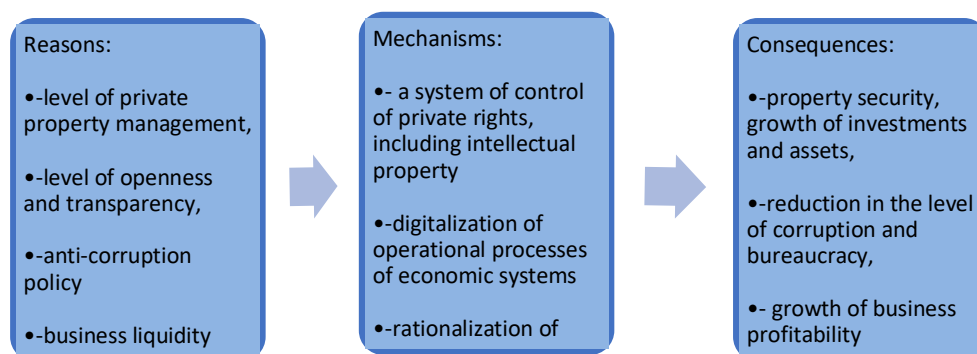 Reasons:
•-level of private
property management,
•-level of openness
and transparency,
•-anti-corruption
policy
•-business liquidity
Mechanisms:
•- a system of control
of private rights,
including intellectual
property
•-digitalization of
operational processes
of economic systems
•-rationalization of
Consequences:
•-property security,
growth of investments
and assets,
•-reduction in the level
of corruption and
bureaucracy,
•- growth of business
profitability